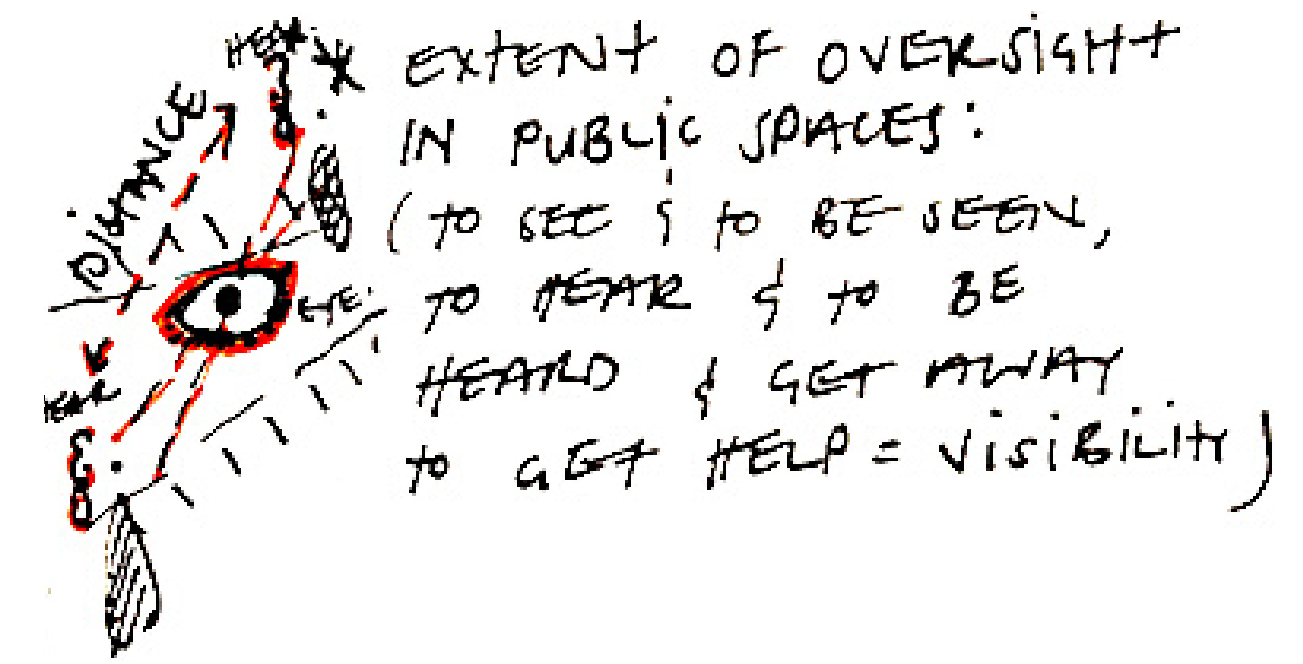 HEAR
DISTANCE
EYE.
EXTENT OF OVERSIGHT
IN PUBLIC SPACES:
(TO SEE & TO BE SEEN,
TO HEAR & TO BE
HEARD & GET AWAY
TO GET HELP = VISIBILITY)